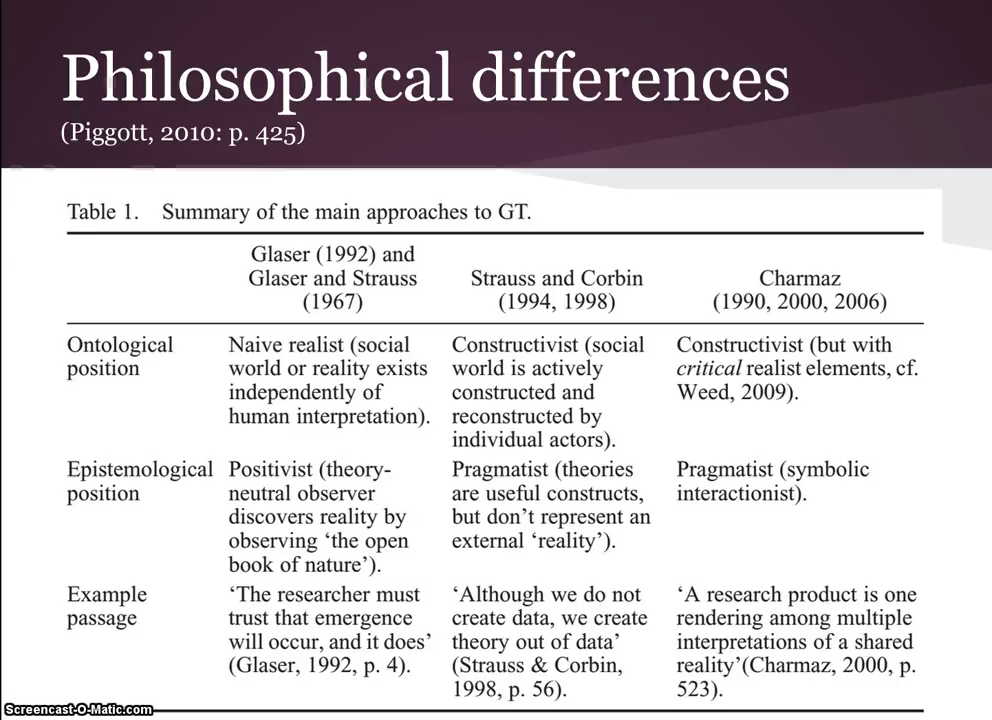 Philosophical differences
(Piggott, 2010: p. 425)
Table 1. Summary of the main approaches to GT.
Glaser (1992) and
Glaser and Strauss
(1967)
Strauss and Corbin
(1994, 1998)
Charmaz
(1990, 2000, 2006)
Ontological
position
Naive realist (social
world or reality exists
independently of
human interpretation).
Constructivist (social
world is actively
constructed and
reconstructed by
individual actors).
Constructivist (but with
critical realist elements, cf.
Weed, 2009).
Epistemological
position
Positivist (theory-
neutral observer
discovers reality by
observing ‘the open
book of nature’).
Pragmatist (theories
are useful constructs,
but don’t represent an
external ‘reality’).
Pragmatist (symbolic
interactionist).
Example
passage
‘The researcher must
trust that emergence
will occur, and it does’
(Glaser, 1992, p. 4).
‘Although we do not
create data, we create
theory out of data’
(Strauss & Corbin,
1998, p. 56).
‘A research product is one
rendering among multiple
interpretations of a shared
reality’(Charmaz, 2000, p.
523).
Screencast-O-Matic.com